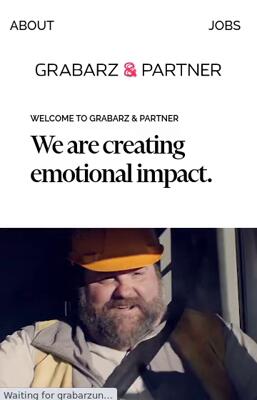 ABOUT JOBS
GRABARZ & PARTNER
WELCOME TO GRABARZ & PARTNER
We are creating
emotional impact.
Waiting for grabarzun...